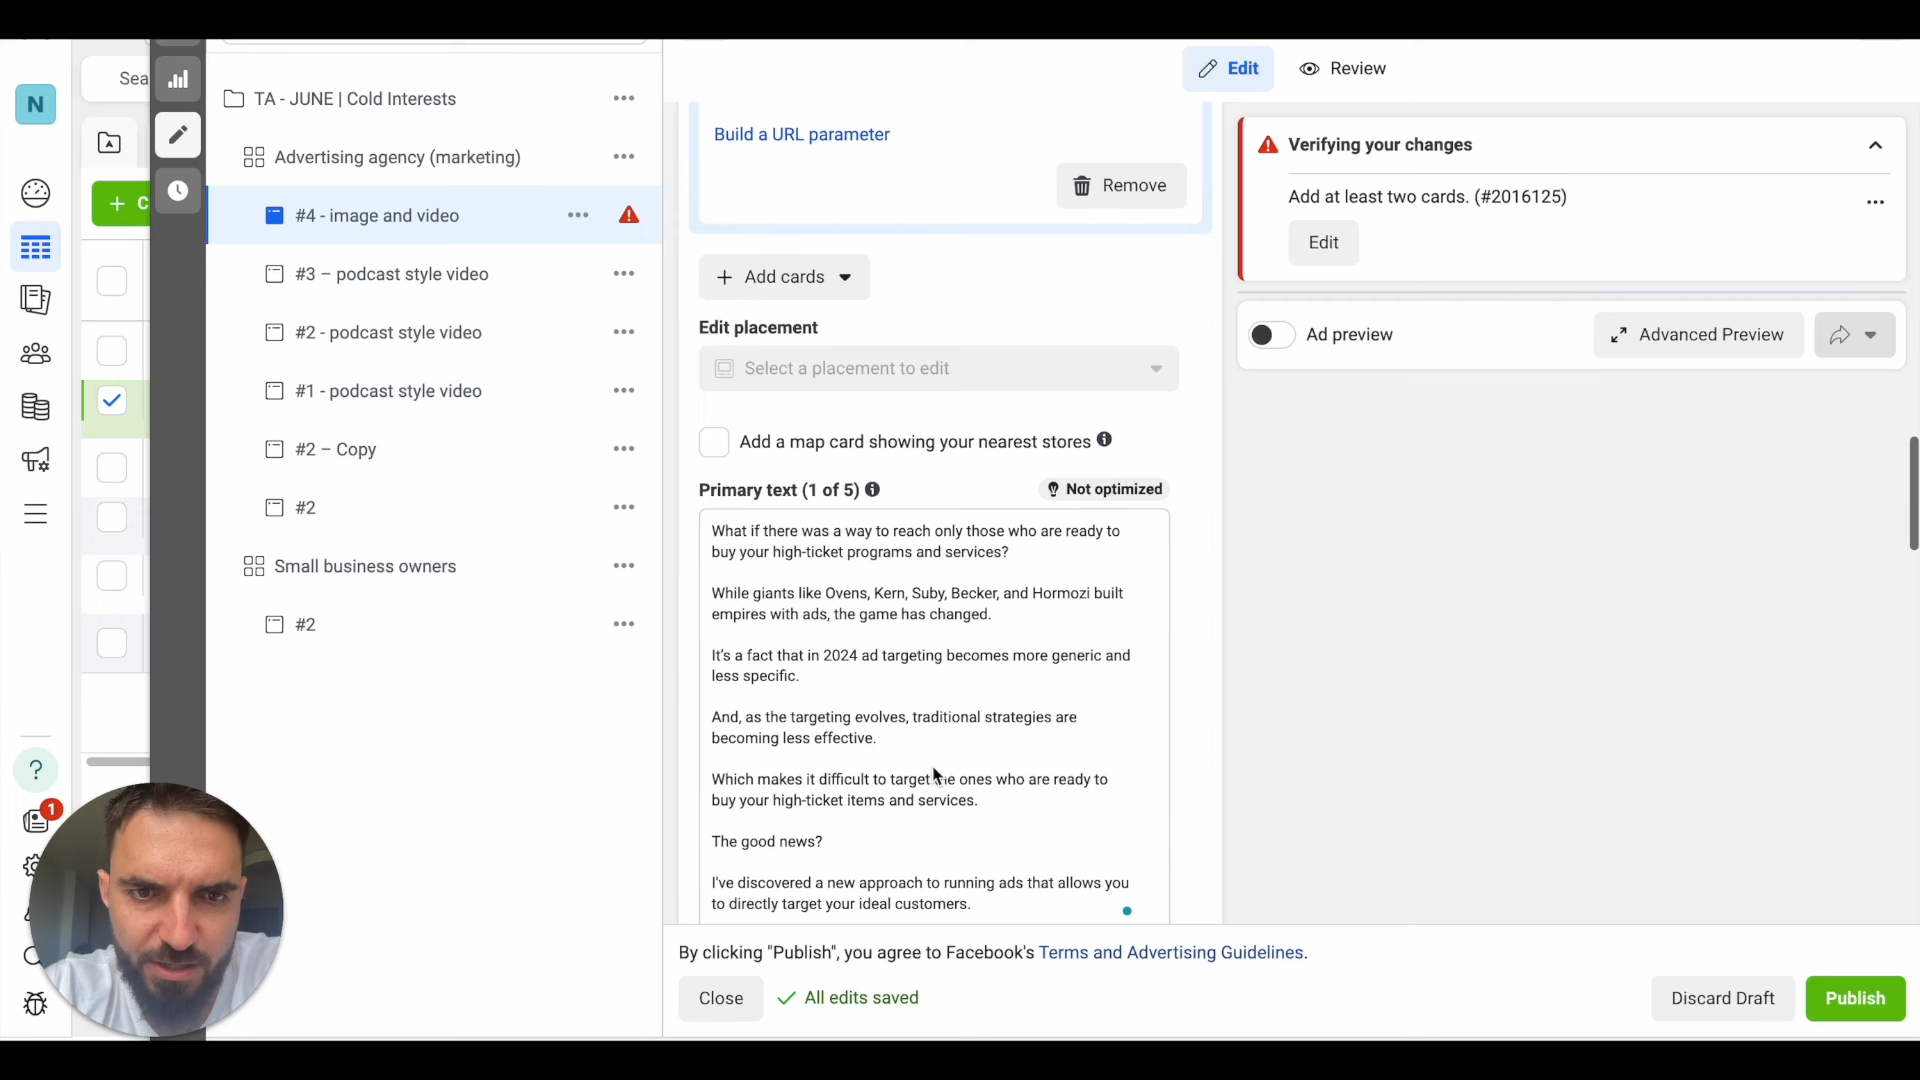 N
Sea
C
1
TA - JUNE | Cold Interests
Advertising agency (marketing)
#4 - image and video
#3 – podcast style video
#2 - podcast style video
#1 - podcast style video
#2 – Copy
#2
Small business owners
#2
Edit
Review
Build a URL parameter
Remove
Add cards
Edit placement
Select a placement to edit
Add a map card showing your nearest stores
Primary text (1 of 5)
Not optimized
What if there was a way to reach only those who are ready to
buy your high-ticket programs and services?
While giants like Ovens, Kern, Suby, Becker, and Hormozi built
empires with ads, the game has changed.
It's a fact that in 2024 ad targeting becomes more generic and
less specific.
And, as the targeting evolves, traditional strategies are
becoming less effective.
Which makes it difficult to target the ones who are ready to
buy your high-ticket items and services.
The good news?
I've discovered a new approach to running ads that allows you
to directly target your ideal customers.
Verifying your changes
Add at least two cards. (#2016125)
Edit
Ad preview
Advanced Preview
By clicking "Publish", you agree to Facebook's Terms and Advertising Guidelines.
Close
All edits saved
Discard Draft
Publish